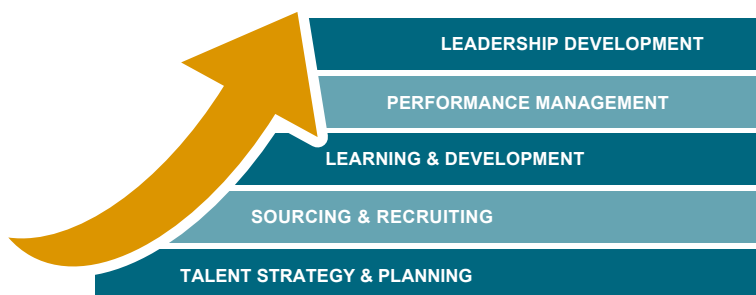 LEADERSHIP DEVELOPMENT
PERFORMANCE MANAGEMENT
LEARNING & DEVELOPMENT
SOURCING & RECRUITING
TALENT STRATEGY & PLANNING